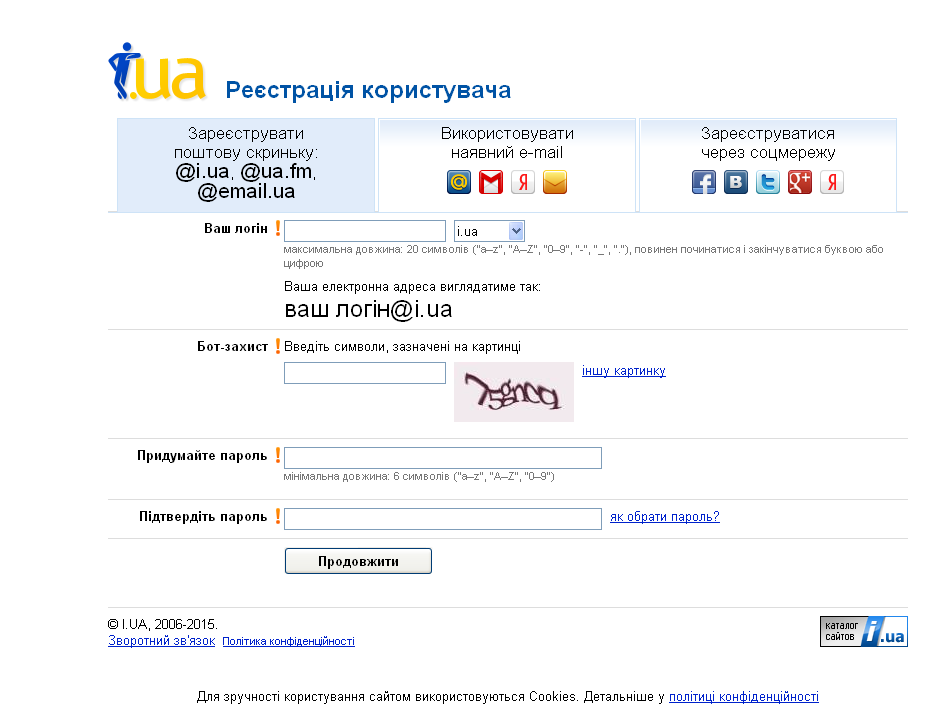 i.ua Реєстрація користувача
Зареєструвати
поштову скриньку:
@i.ua, @ua.fm,
@email.ua
Використовувати
наявний e-mail
Зареєструватися
через соцмережу
Ваш логін ! i.ua
максимальна довжина: 20 символів ("a–z", "A–Z", "0–9", "-", "_", "."), повинен починатися і закінчуватися буквою або
цифрою
Ваша електронна адреса виглядатиме так:
ваш логін@i.ua
Бот-захист ! Введіть символи, зазначені на картинці
іншу картинку
Придумайте пароль !
мінімальна довжина: 6 символів ("a–z", "A–Z", "0–9")
Підтвердіть пароль ! як обрати пароль?
Продовжити
© I.UA, 2006-2015.
Зворотний зв'язок Політика конфіденційності
каталог
сайтов i.ua
Для зручності користування сайтом використовуються Cookies. Детальніше у політиці конфіденційності